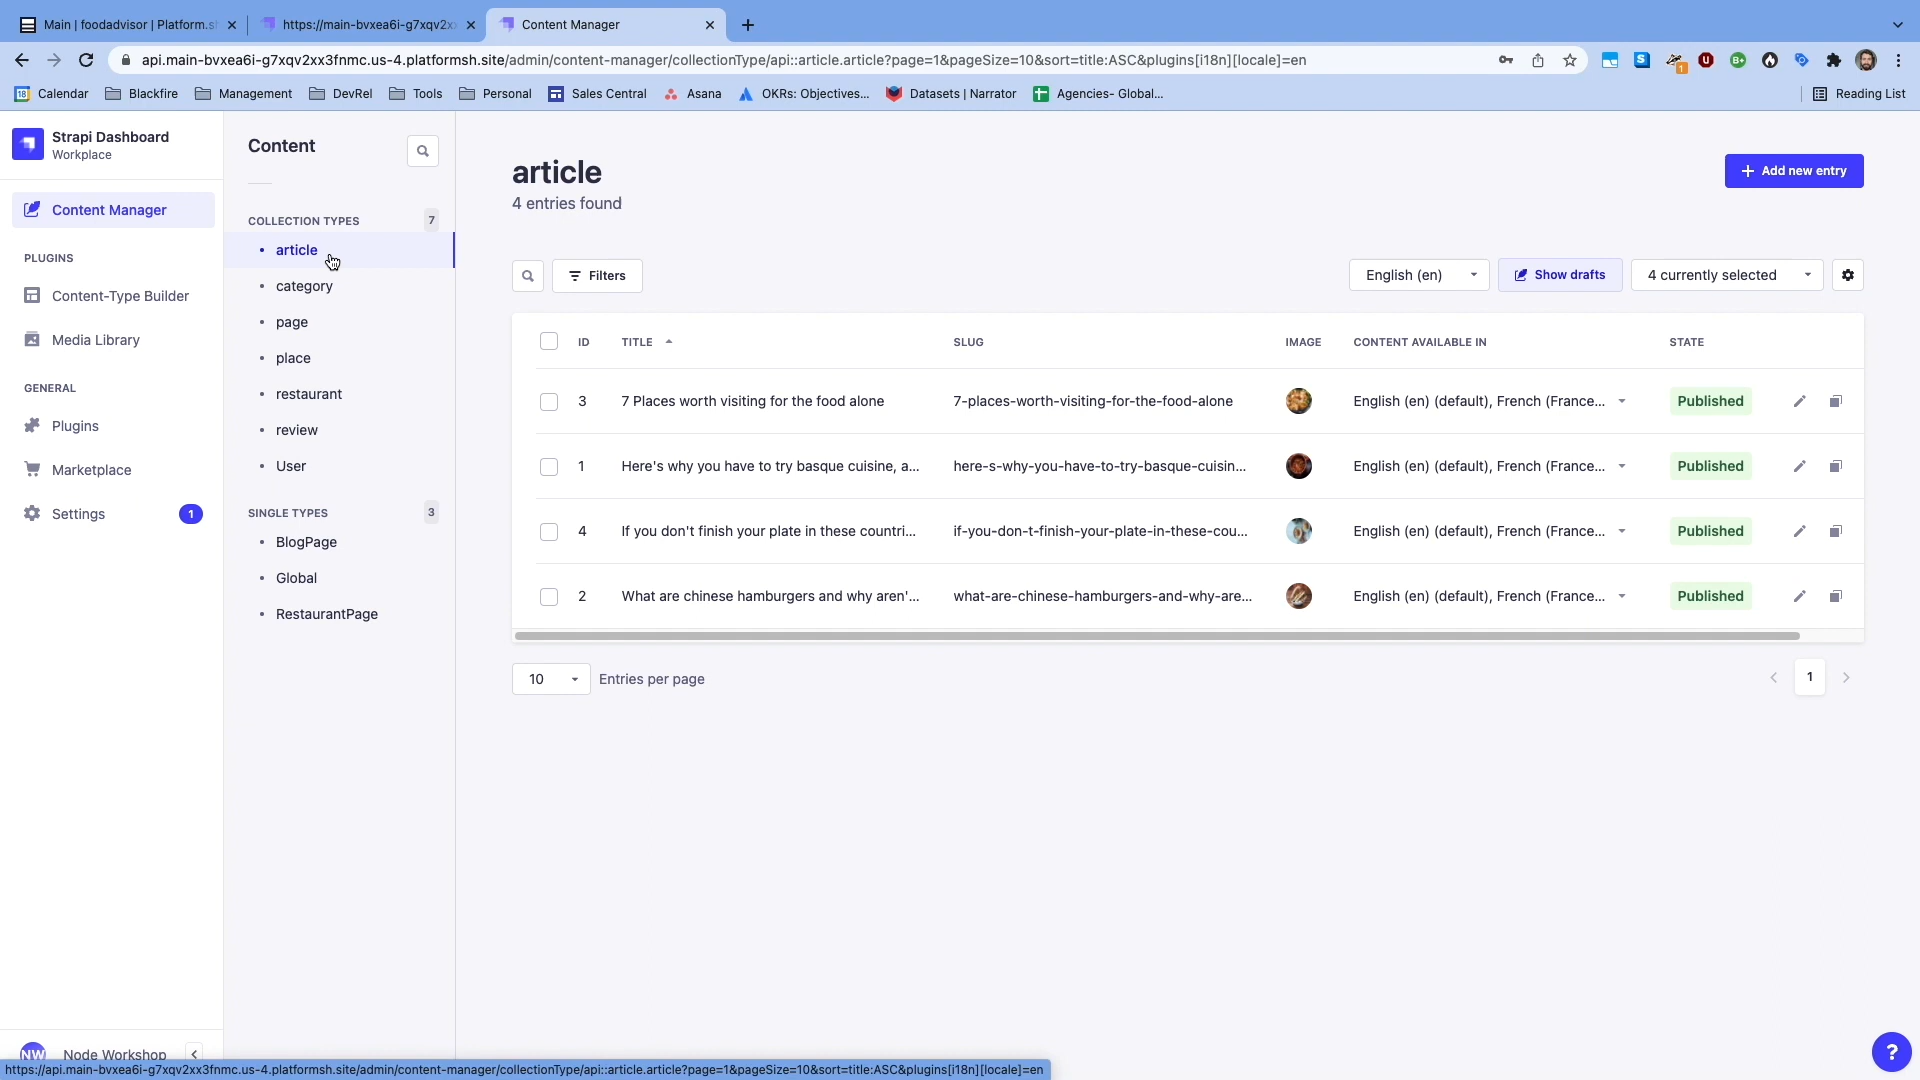 Main | foodadvisor | Platform.s
https://main-bvxea6i-g7xqv2x
Content Manager
api.main-bvxea6i-g7xqv2xx3fnmc.us-4.platformsh.site/admin/content-manager/collectionType/api::article.article?page=1&pageSize=10&sort=title:ASC&plugins[i18n][locale]=en
18 Calendar Blackfire Management DevRel Tools Personal Sales Central Asana OKRs: Objectives... Datasets | Narrator Agencies- Global... Reading List
Strapi Dashboard
Workplace
Content Manager
PLUGINS
Content-Type Builder
Media Library
GENERAL
Plugins
Marketplace
Settings 1
NW Node Workshop
Content
COLLECTION TYPES 7
article
category
page
place
restaurant
review
User
SINGLE TYPES 3
BlogPage
Global
RestaurantPage
article
4 entries found
+ Add new entry
Filters
English (en)
Show drafts
4 currently selected
ID TITLE SLUG IMAGE CONTENT AVAILABLE IN STATE
3 7 Places worth visiting for the food alone 7-places-worth-visiting-for-the-food-alone English (en) (default), French (France... Published
1 Here's why you have to try basque cuisine, a... here-s-why-you-have-to-try-basque-cuisin... English (en) (default), French (France... Published
4 If you don't finish your plate in these countri... if-you-don-t-finish-your-plate-in-these-cou... English (en) (default), French (France... Published
2 What are chinese hamburgers and why aren'... what-are-chinese-hamburgers-and-why-are... English (en) (default), French (France... Published
10 Entries per page
1
?
https://api.main-bvxea6i-g7xqv2xx3fnmc.us-4.platformsh.site/admin/content-manager/collectionType/api::article.article?page=1&pageSize=10&sort=title:ASC&plugins[i18n][locale]=en